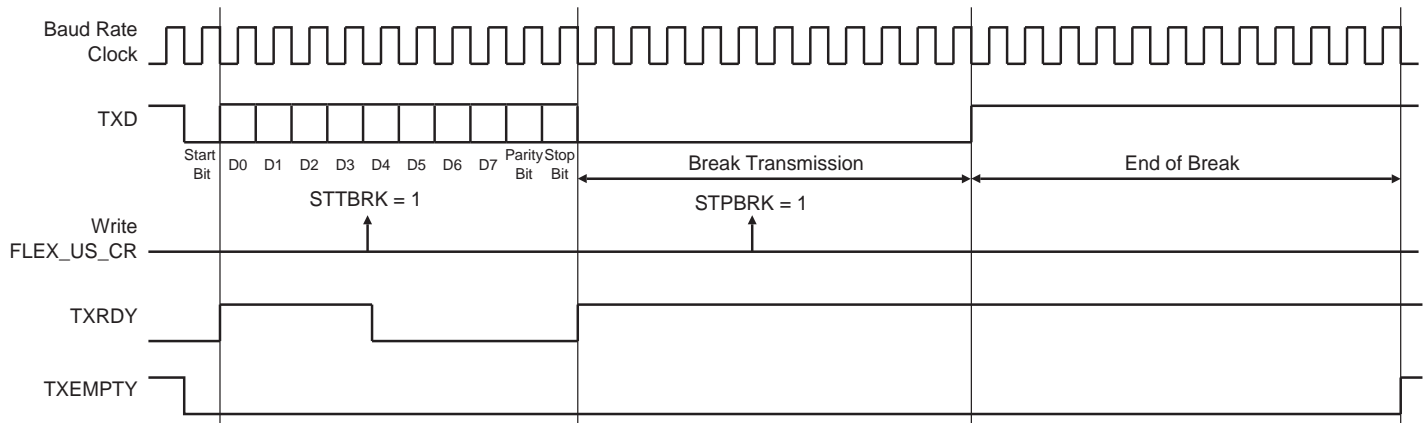 Baud Rate
Clock
TXD
Start
Bit
D0 D1 D2 D3 D4 D5 D6 D7
Parity
Bit
Stop
Bit
Break Transmission
End of Break
STTBRK = 1
STPBRK = 1
Write
FLEX_US_CR
TXRDY
TXEMPTY